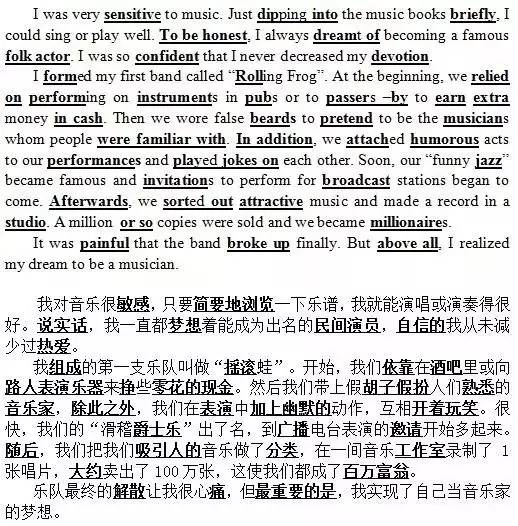 I was very sensitive to music. Just dipping into the music books briefly, I
could sing or play well. To be honest, I always dreamt of becoming a famous
folk actor. I was so confident that I never decreased my devotion.
I formed my first band called “Rolling Frog”. At the beginning, we relied
on performing on instruments in pubs or to passers –by to earn extra
money in cash. Then we wore false beards to pretend to be the musicians
whom people were familiar with. In addition, we attached humorous acts
to our performances and played jokes on each other. Soon, our “funny jazz”
became famous and invitations to perform for broadcast stations began to
come. Afterwards, we sorted out attractive music and made a record in a
studio. A million or so copies were sold and we became millionaires.
It was painful that the band broke up finally. But above all, I realized
my dream to be a musician.
我对音乐很敏感，只要简要地浏览一下乐谱，我就能演唱或演奏得很
好。说实话，我一直都梦想着能成为出名的民间演员，自信的我从未减
少过热爱。
我组成的第一支乐队叫做“摇滚蛙”。开始，我们依靠在酒吧里或向
路人表演乐器来挣些零花的现金。然后我们带上假胡子假扮人们熟悉的
音乐家，除此之外，我们在表演中加上幽默的动作，互相开着玩笑。很
快，我们的“滑稽爵士乐”出了名，到广播电台表演的邀请开始多起来。
随后，我们把我们吸引人的音乐做了分类，在一间音乐工作室录制了 1
张唱片，大约卖出了 100 万张，这使我们都成了百万富翁。
乐队最终的解散让我很心痛，但最重要的是，我实现了自己当音乐家
的梦想。